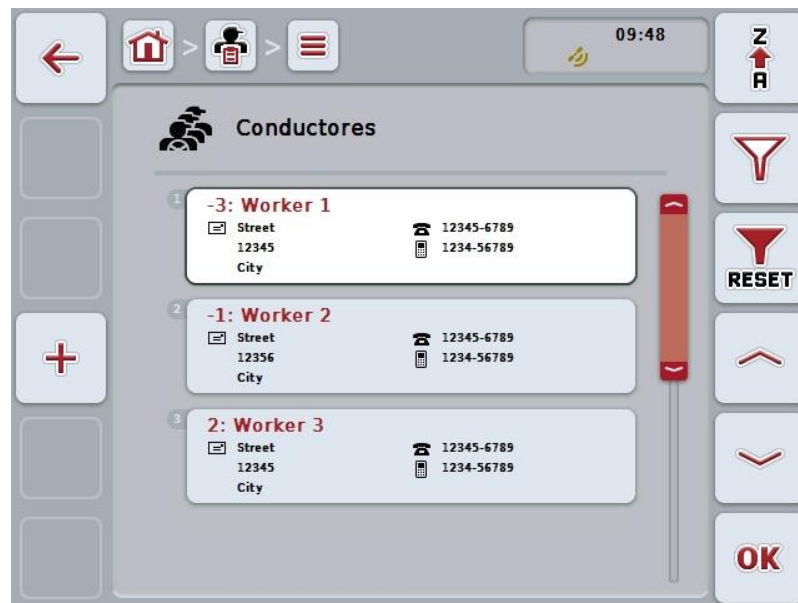 09:48
Z
A
Conductores
1
-3: Worker 1
Street 12345-6789
12345 1234-56789
City
RESET
2
-1: Worker 2
Street 12345-6789
12356 1234-56789
City
3
2: Worker 3
Street 12345-6789
12345 1234-56789
City
OK